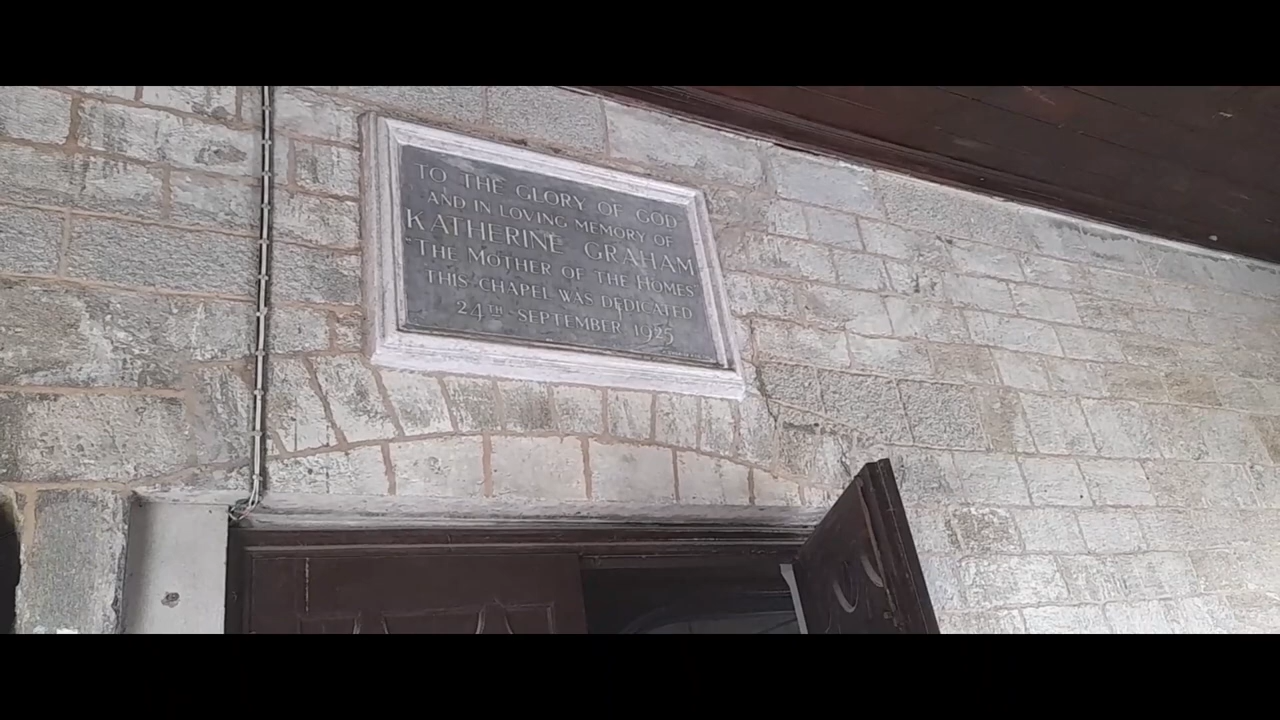 TO THE GLORY OF GOD
AND IN LOVING MEMORY OF
KATHERINE GRAHAM
"THE MOTHER OF THE HOMES"
THIS CHAPEL WAS DEDICATED
24TH SEPTEMBER 1925